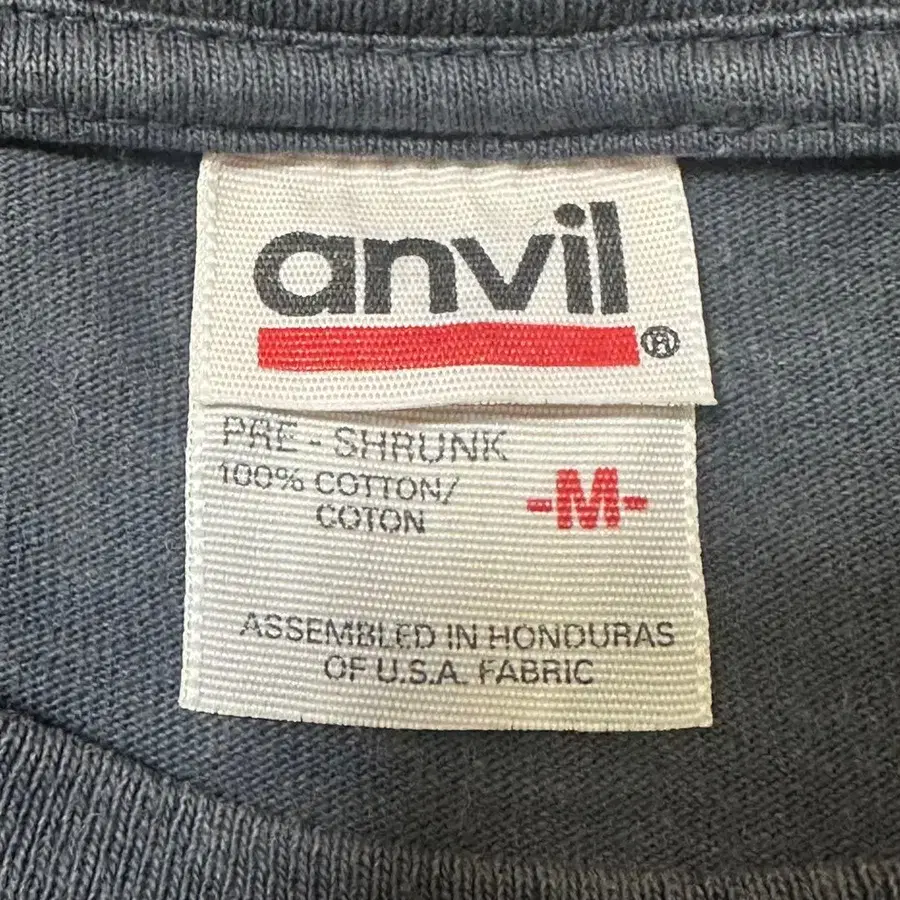 anvil®
PRE - SHRUNK
100% COTTON/
COTON
-M-
ASSEMBLED IN HONDURAS
OF U.S.A. FABRIC